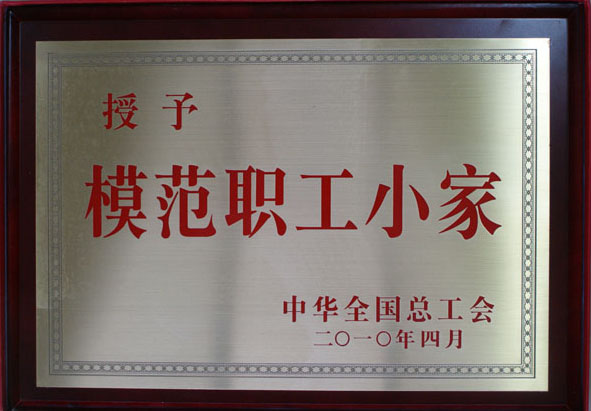 授予
模范职工小家
中华全国总工会
二〇一〇年四月